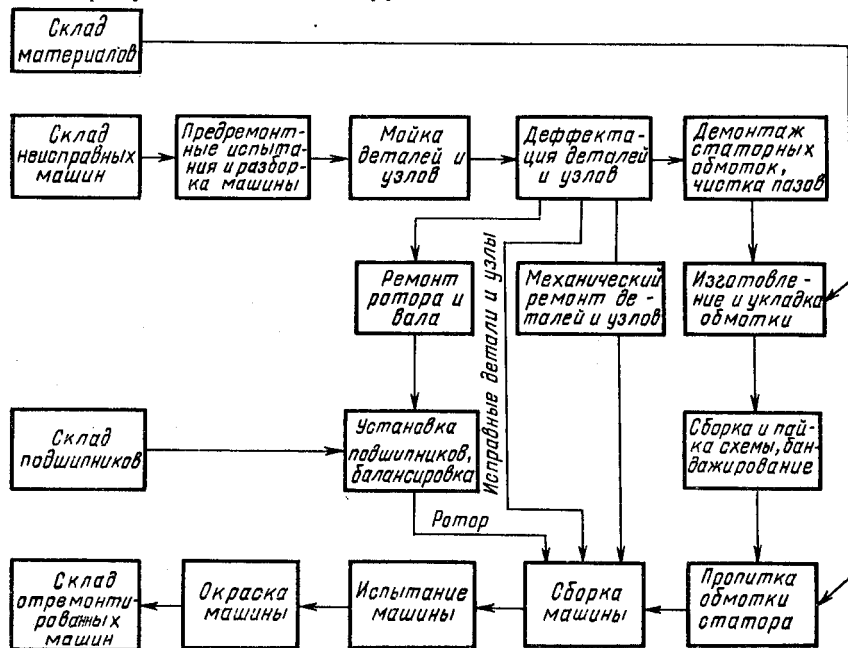 Склад
материалов
Склад
неисправных
машин
Предремонт-
ные испыта-
ния и разбор-
ка машины
Мойка
деталей и
узлов
Деффекта-
ция деталей
и узлов
Демонтаж
статорных
обмоток,
чистка пазов
Ремонт
ротора и
вала
Исправные детали и узлы
Механический
ремонт де-
талей и узлов
Изготовле-
ние и укладка
обмотки
Склад
подшипников
Установка
подшипников,
балансировка
Сборка и пай-
ка схемы, бан-
дажирование
Ротор
Склад
отремонти-
рованных
машин
Окраска
машины
Испытание
машины
Сборка
машины
Пропитка
обмотки
статора